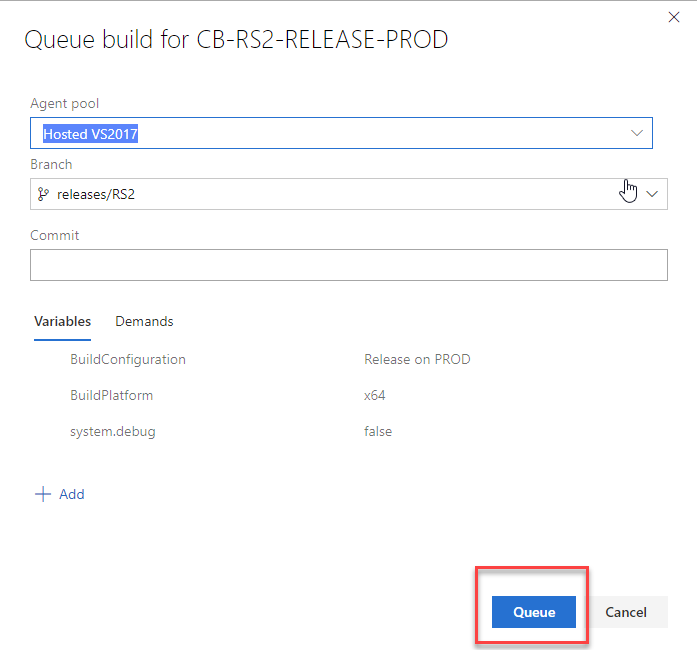 Queue build for CB-RS2-RELEASE-PROD
Agent pool
Hosted VS2017
Branch
releases/RS2
Commit
Variables Demands
BuildConfiguration Release on PROD
BuildPlatform x64
system.debug false
Add
Queue Cancel